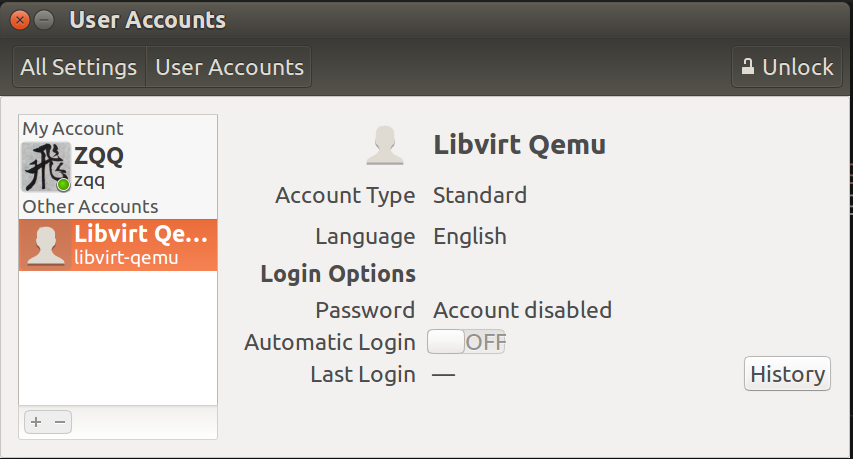 User Accounts
All Settings
User Accounts
Unlock
My Account
飛
ZQQ
zqq
Other Accounts
Libvirt Qe...
libvirt-qemu
+ −
Libvirt Qemu
Account Type Standard
Language English
Login Options
Password Account disabled
Automatic Login OFF
Last Login —
History